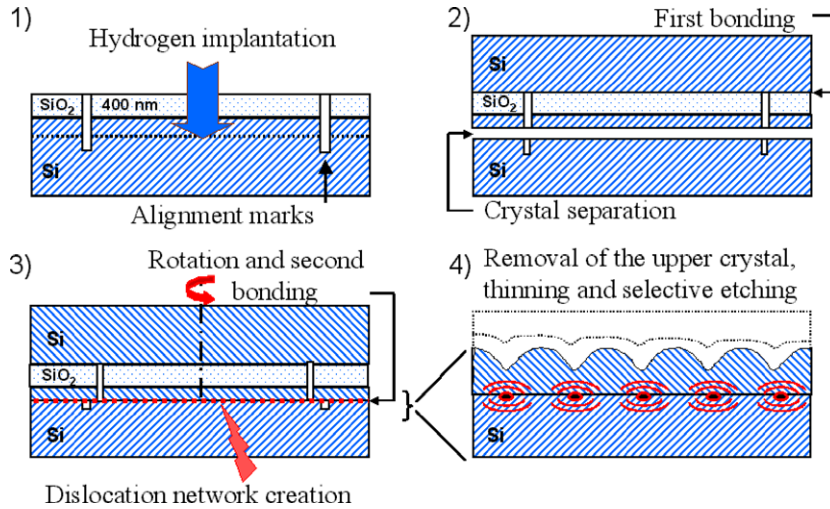 1)
Hydrogen implantation
SiO2 400 nm
Si
Alignment marks
2)
First bonding
Si
SiO2
Si
Crystal separation
3)
Rotation and second
bonding
Si
SiO2
Si
Dislocation network creation
4)
Removal of the upper crystal,
thinning and selective etching
Si